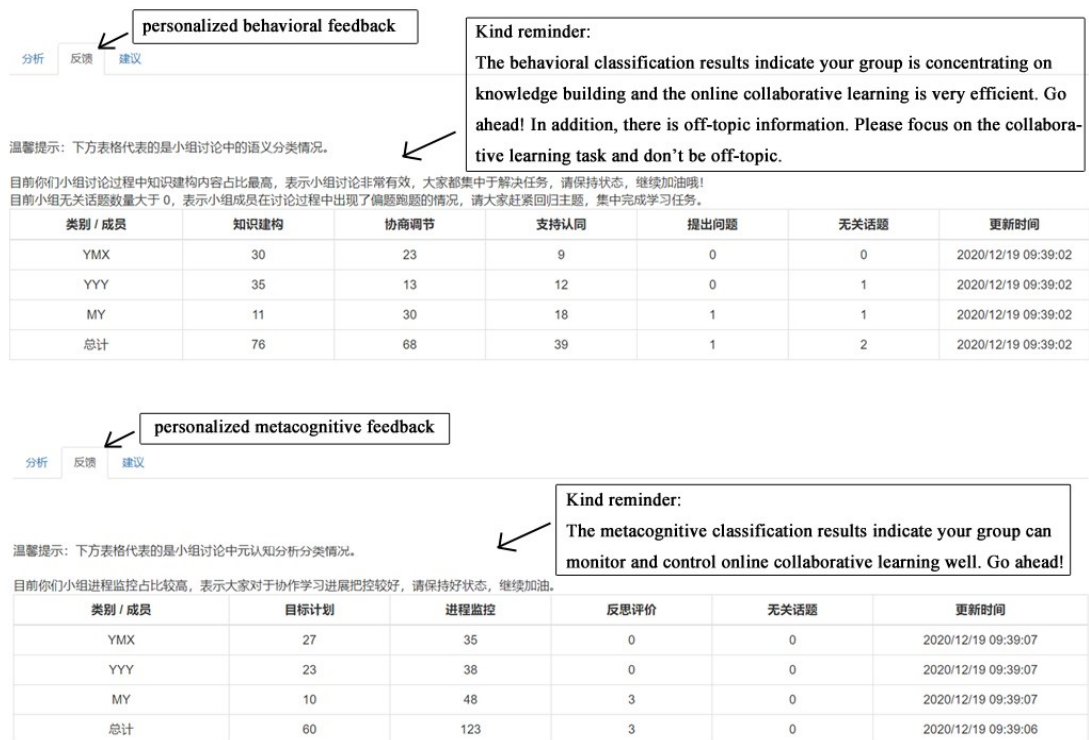 personalized behavioral feedback
Kind reminder:
The behavioral classification results indicate your group is concentrating on
knowledge building and the online collaborative learning is very efficient. Go
ahead! In addition, there is off-topic information. Please focus on the collabora-
tive learning task and don't be off-topic.
分析 反馈 建议
温馨提示：下方表格代表的是小组讨论中的语义分类情况。
目前你们小组讨论过程中知识建构内容占比最高，表示小组讨论非常有效，大家都集中于解决任务，请保持状态，继续加油哦！
目前小组无关话题数量大于 0，表示小组成员在讨论过程中出现了偏题跑题的情况，请大家赶紧回归主题，集中完成学习任务。
类别 / 成员 知识建构 协商调节 支持认同 提出问题 无关话题 更新时间
YMX 30 23 9 0 0 2020/12/19 09:39:02
YYY 35 13 12 0 1 2020/12/19 09:39:02
MY 11 30 18 1 1 2020/12/19 09:39:02
总计 76 68 39 1 2 2020/12/19 09:39:02
personalized metacognitive feedback
分析 反馈 建议
Kind reminder:
The metacognitive classification results indicate your group can
monitor and control online collaborative learning well. Go ahead!
温馨提示：下方表格代表的是小组讨论中元认知分析分类情况。
目前你们小组进程监控占比较高，表示大家对于协作学习进展把控较好，请保持好状态，继续加油。
类别 / 成员 目标计划 进程监控 反思评价 无关话题 更新时间
YMX 27 35 0 0 2020/12/19 09:39:07
YYY 23 38 0 0 2020/12/19 09:39:07
MY 10 48 3 0 2020/12/19 09:39:07
总计 60 123 3 0 2020/12/19 09:39:06